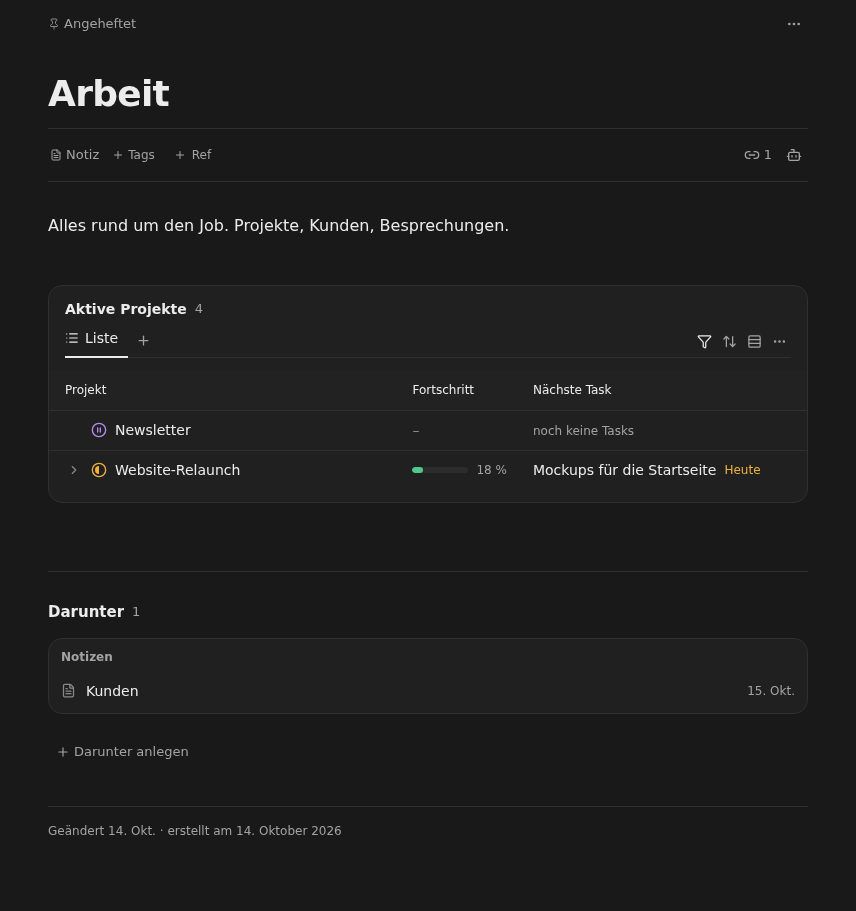 Angeheftet
Arbeit
Notiz + Tags + Ref 1
Alles rund um den Job. Projekte, Kunden, Besprechungen.
Aktive Projekte 4
Liste +
Projekt Fortschritt Nächste Task
Newsletter – noch keine Tasks
Website-Relaunch 18 % Mockups für die Startseite Heute
Darunter 1
Notizen
Kunden 15. Okt.
+ Darunter anlegen
Geändert 14. Okt. · erstellt am 14. Oktober 2026